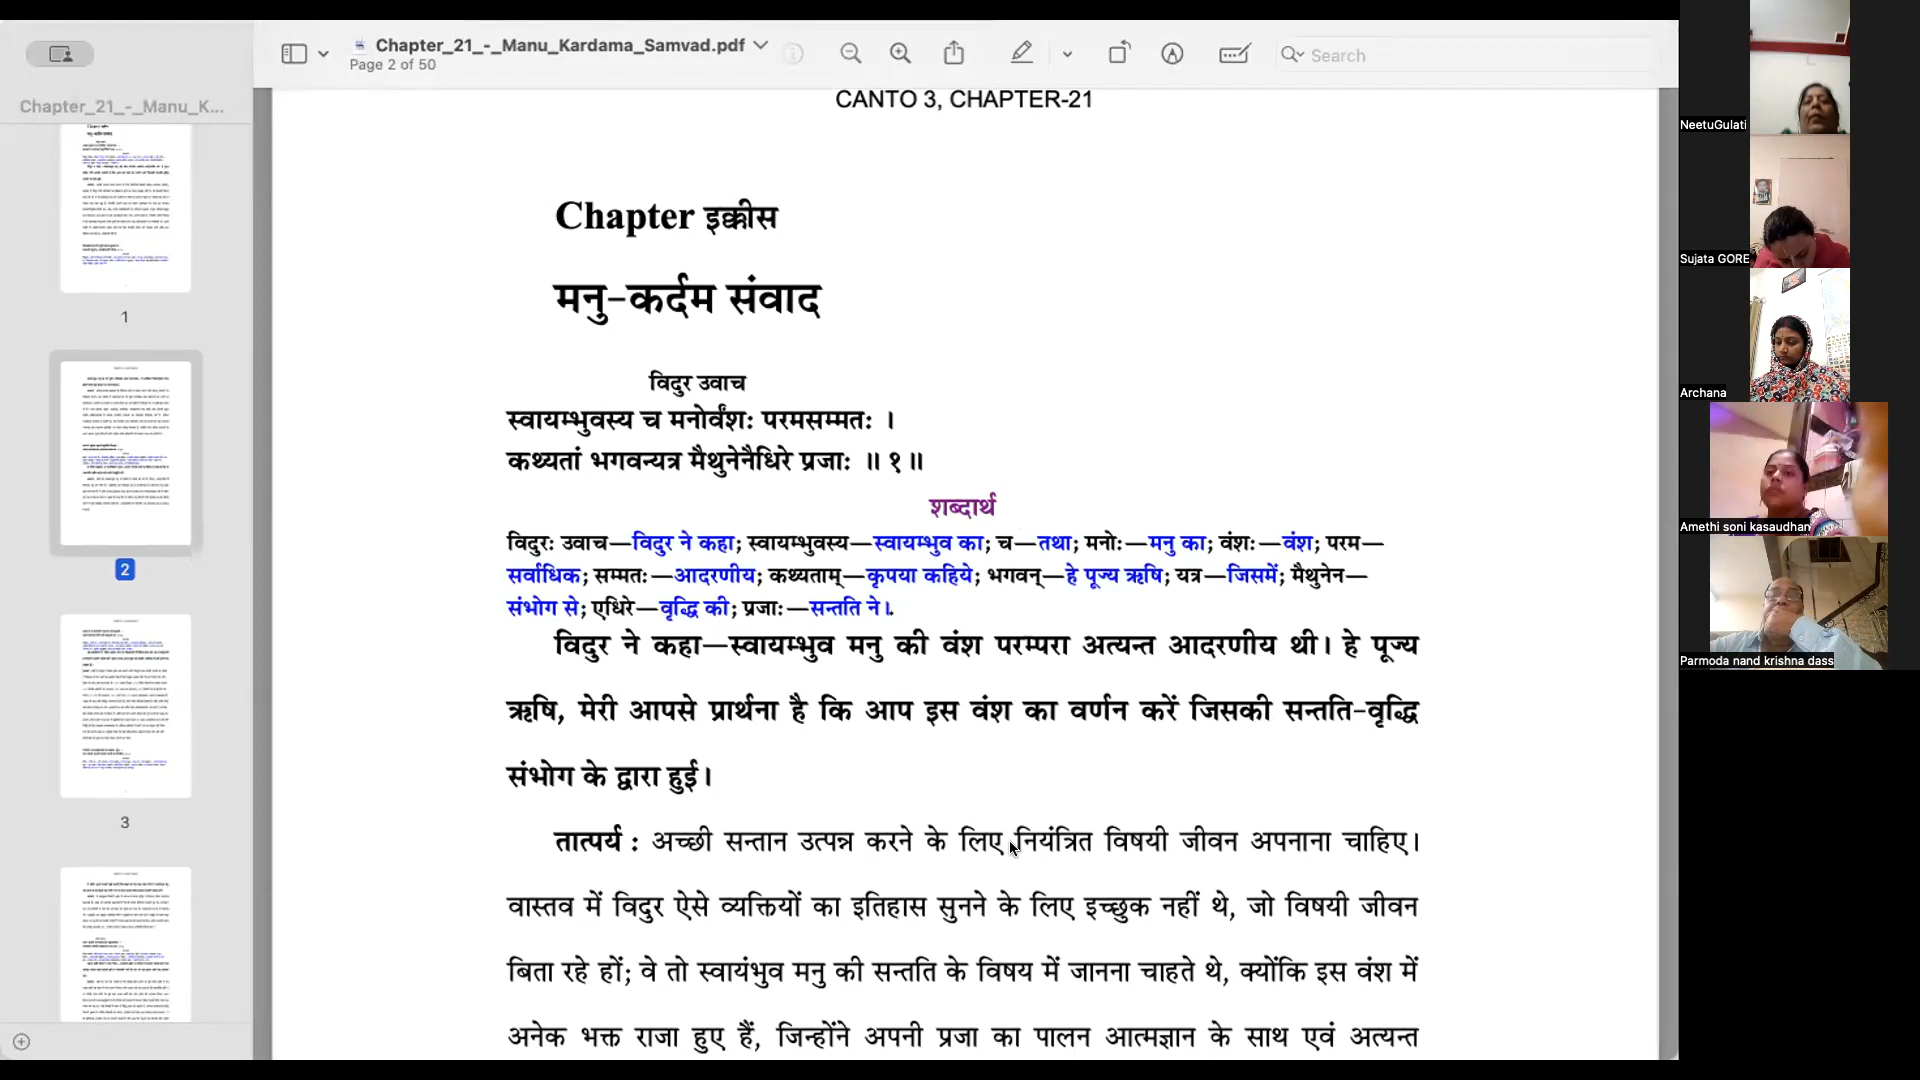 Chapter_21_-_Manu_Kardama_Samvad.pdf
Page 2 of 50
Search
Chapter_21_-_Manu_K...
1
2
3
CANTO 3, CHAPTER-21
Chapter इक्कीस
मनु-कर्दम संवाद
विदुर उवाच
स्वायम्भुवस्य च मनोर्वंशः परमसम्मतः ।
कथ्यतां भगवन्यत्र मैथुनेनैधिरे प्रजाः ॥ १॥
शब्दार्थ
विदुरः उवाच—विदुर ने कहा; स्वायम्भुवस्य—स्वायम्भुव का; च—तथा; मनोः—मनु का; वंशः—वंश; परम—
सर्वाधिक; सम्मतः—आदरणीय; कथ्यताम्—कृपया कहिये; भगवन्—हे पूज्य ऋषि; यत्र—जिसमें; मैथुनेन—
संभोग से; एधिरे—वृद्धि की; प्रजाः—सन्तति ने।.
विदुर ने कहा—स्वायम्भुव मनु की वंश परम्परा अत्यन्त आदरणीय थी। हे पूज्य
ऋषि, मेरी आपसे प्रार्थना है कि आप इस वंश का वर्णन करें जिसकी सन्तति-वृद्धि
संभोग के द्वारा हुई।
तात्पर्य : अच्छी सन्तान उत्पन्न करने के लिए नियंत्रित विषयी जीवन अपनाना चाहिए।
वास्तव में विदुर ऐसे व्यक्तियों का इतिहास सुनने के लिए इच्छुक नहीं थे, जो विषयी जीवन
बिता रहे हों; वे तो स्वायंभुव मनु की सन्तति के विषय में जानना चाहते थे, क्योंकि इस वंश में
अनेक भक्त राजा हुए हैं, जिन्होंने अपनी प्रजा का पालन आत्मज्ञान के साथ एवं अत्यन्त
NeetuGulati
Sujata GORE
Archana
Amethi soni kasaudhan
Parmoda nand krishna dass